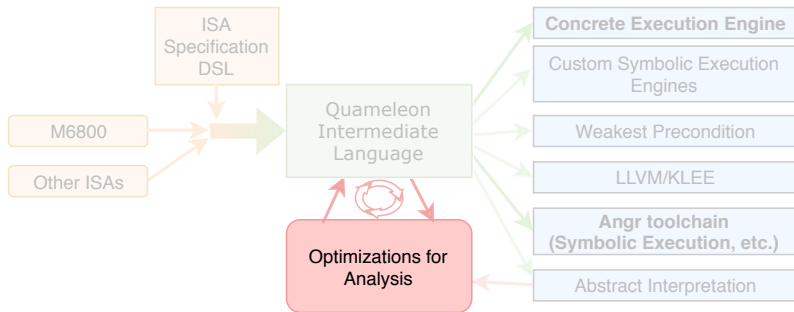 ISA
Specification
DSL
M6800
Other ISAs
Quameleon
Intermediate
Language
Optimizations for
Analysis
Concrete Execution Engine
Custom Symbolic Execution
Engines
Weakest Precondition
LLVM/KLEE
Angr toolchain
(Symbolic Execution, etc.)
Abstract Interpretation